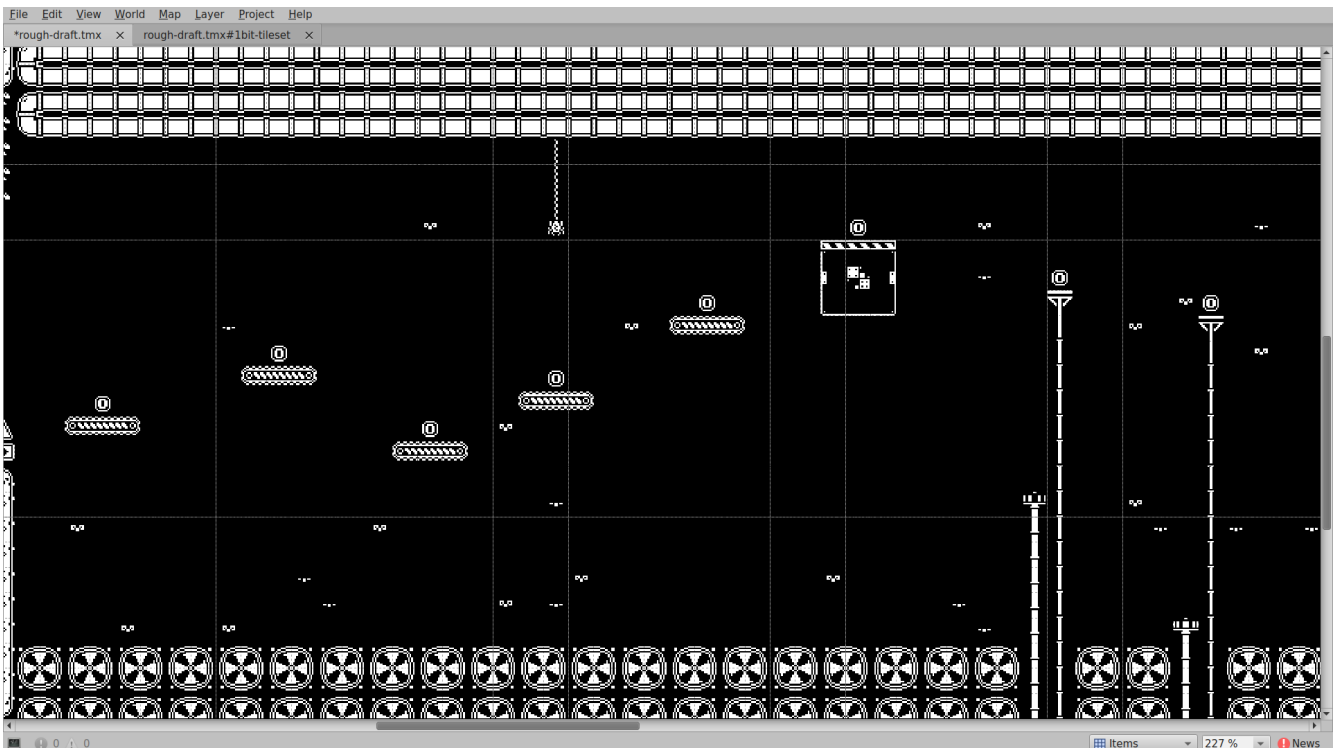 File Edit View World Map Layer Project Help
*rough-draft.tmx × rough-draft.tmx#1bit-tileset ×
0 0 Items 227 % News